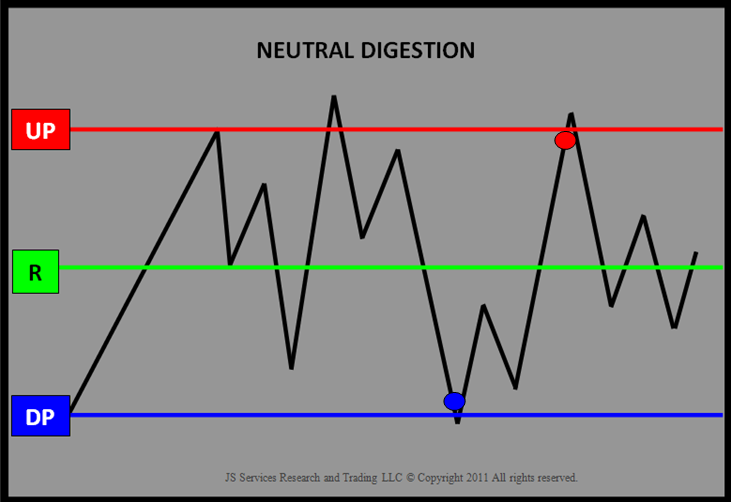 NEUTRAL DIGESTION
UP
R
DP
JS Services Research and Trading LLC © Copyright 2011 All rights reserved.